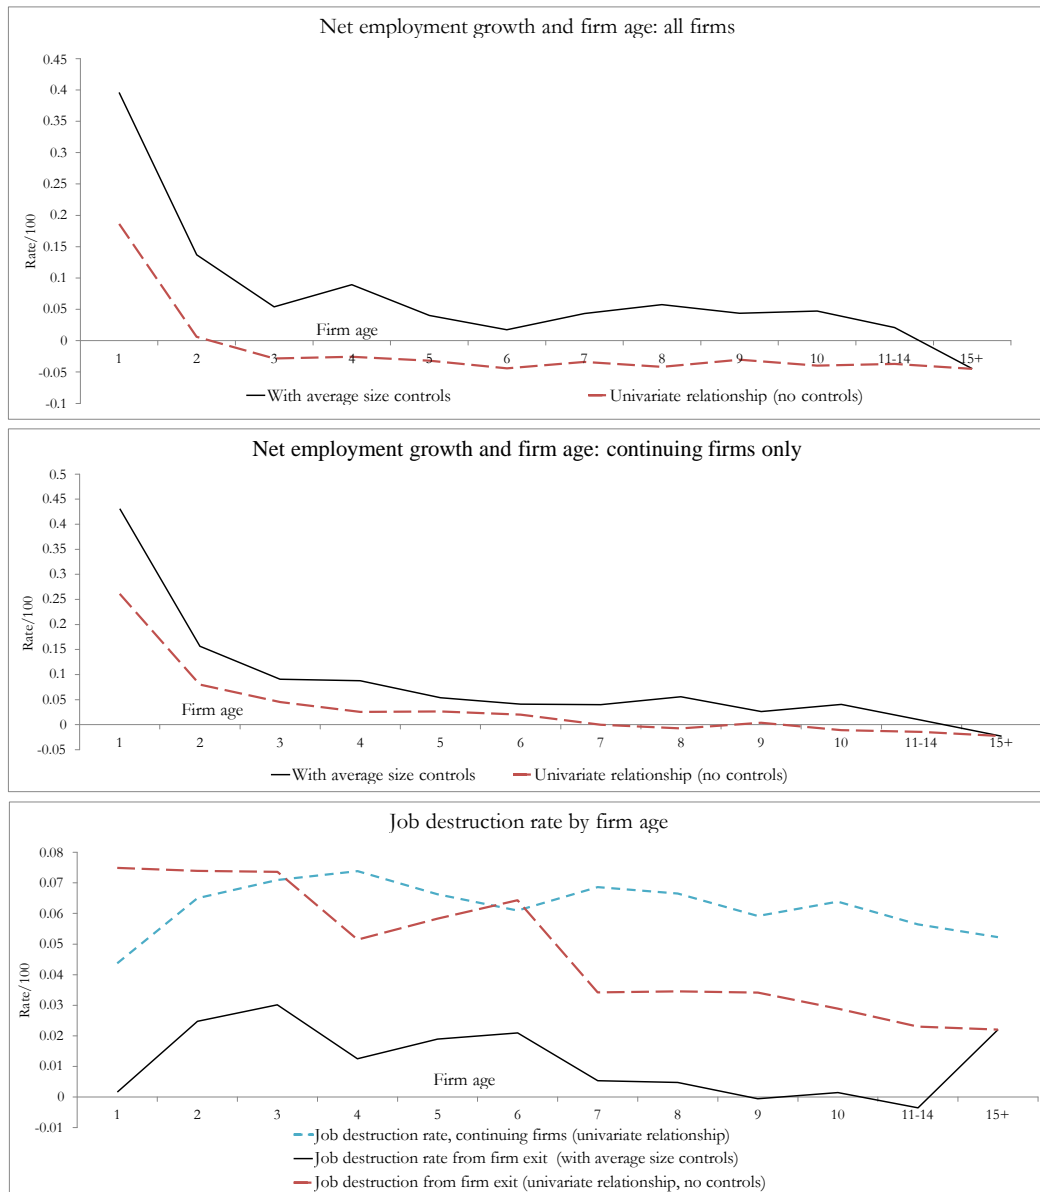 Net employment growth and firm age: all firms
0.45
0.4
0.35
0.3
0.25
0.2
0.15
0.1
0.05
0
-0.05
-0.1
Rate/100
Firm age
1 2 3 4 5 6 7 8 9 10 11-14 15+
With average size controls
Univariate relationship (no controls)
Net employment growth and firm age: continuing firms only
0.5
0.45
0.4
0.35
0.3
0.25
0.2
0.15
0.1
0.05
0
-0.05
Rate/100
Firm age
1 2 3 4 5 6 7 8 9 10 11-14 15+
With average size controls
Univariate relationship (no controls)
Job destruction rate by firm age
0.08
0.07
0.06
0.05
0.04
0.03
0.02
0.01
0
-0.01
Rate/100
Firm age
1 2 3 4 5 6 7 8 9 10 11-14 15+
Job destruction rate, continuing firms (univariate relationship)
Job destruction rate from firm exit (with average size controls)
Job destruction from firm exit (univariate relationship, no controls)